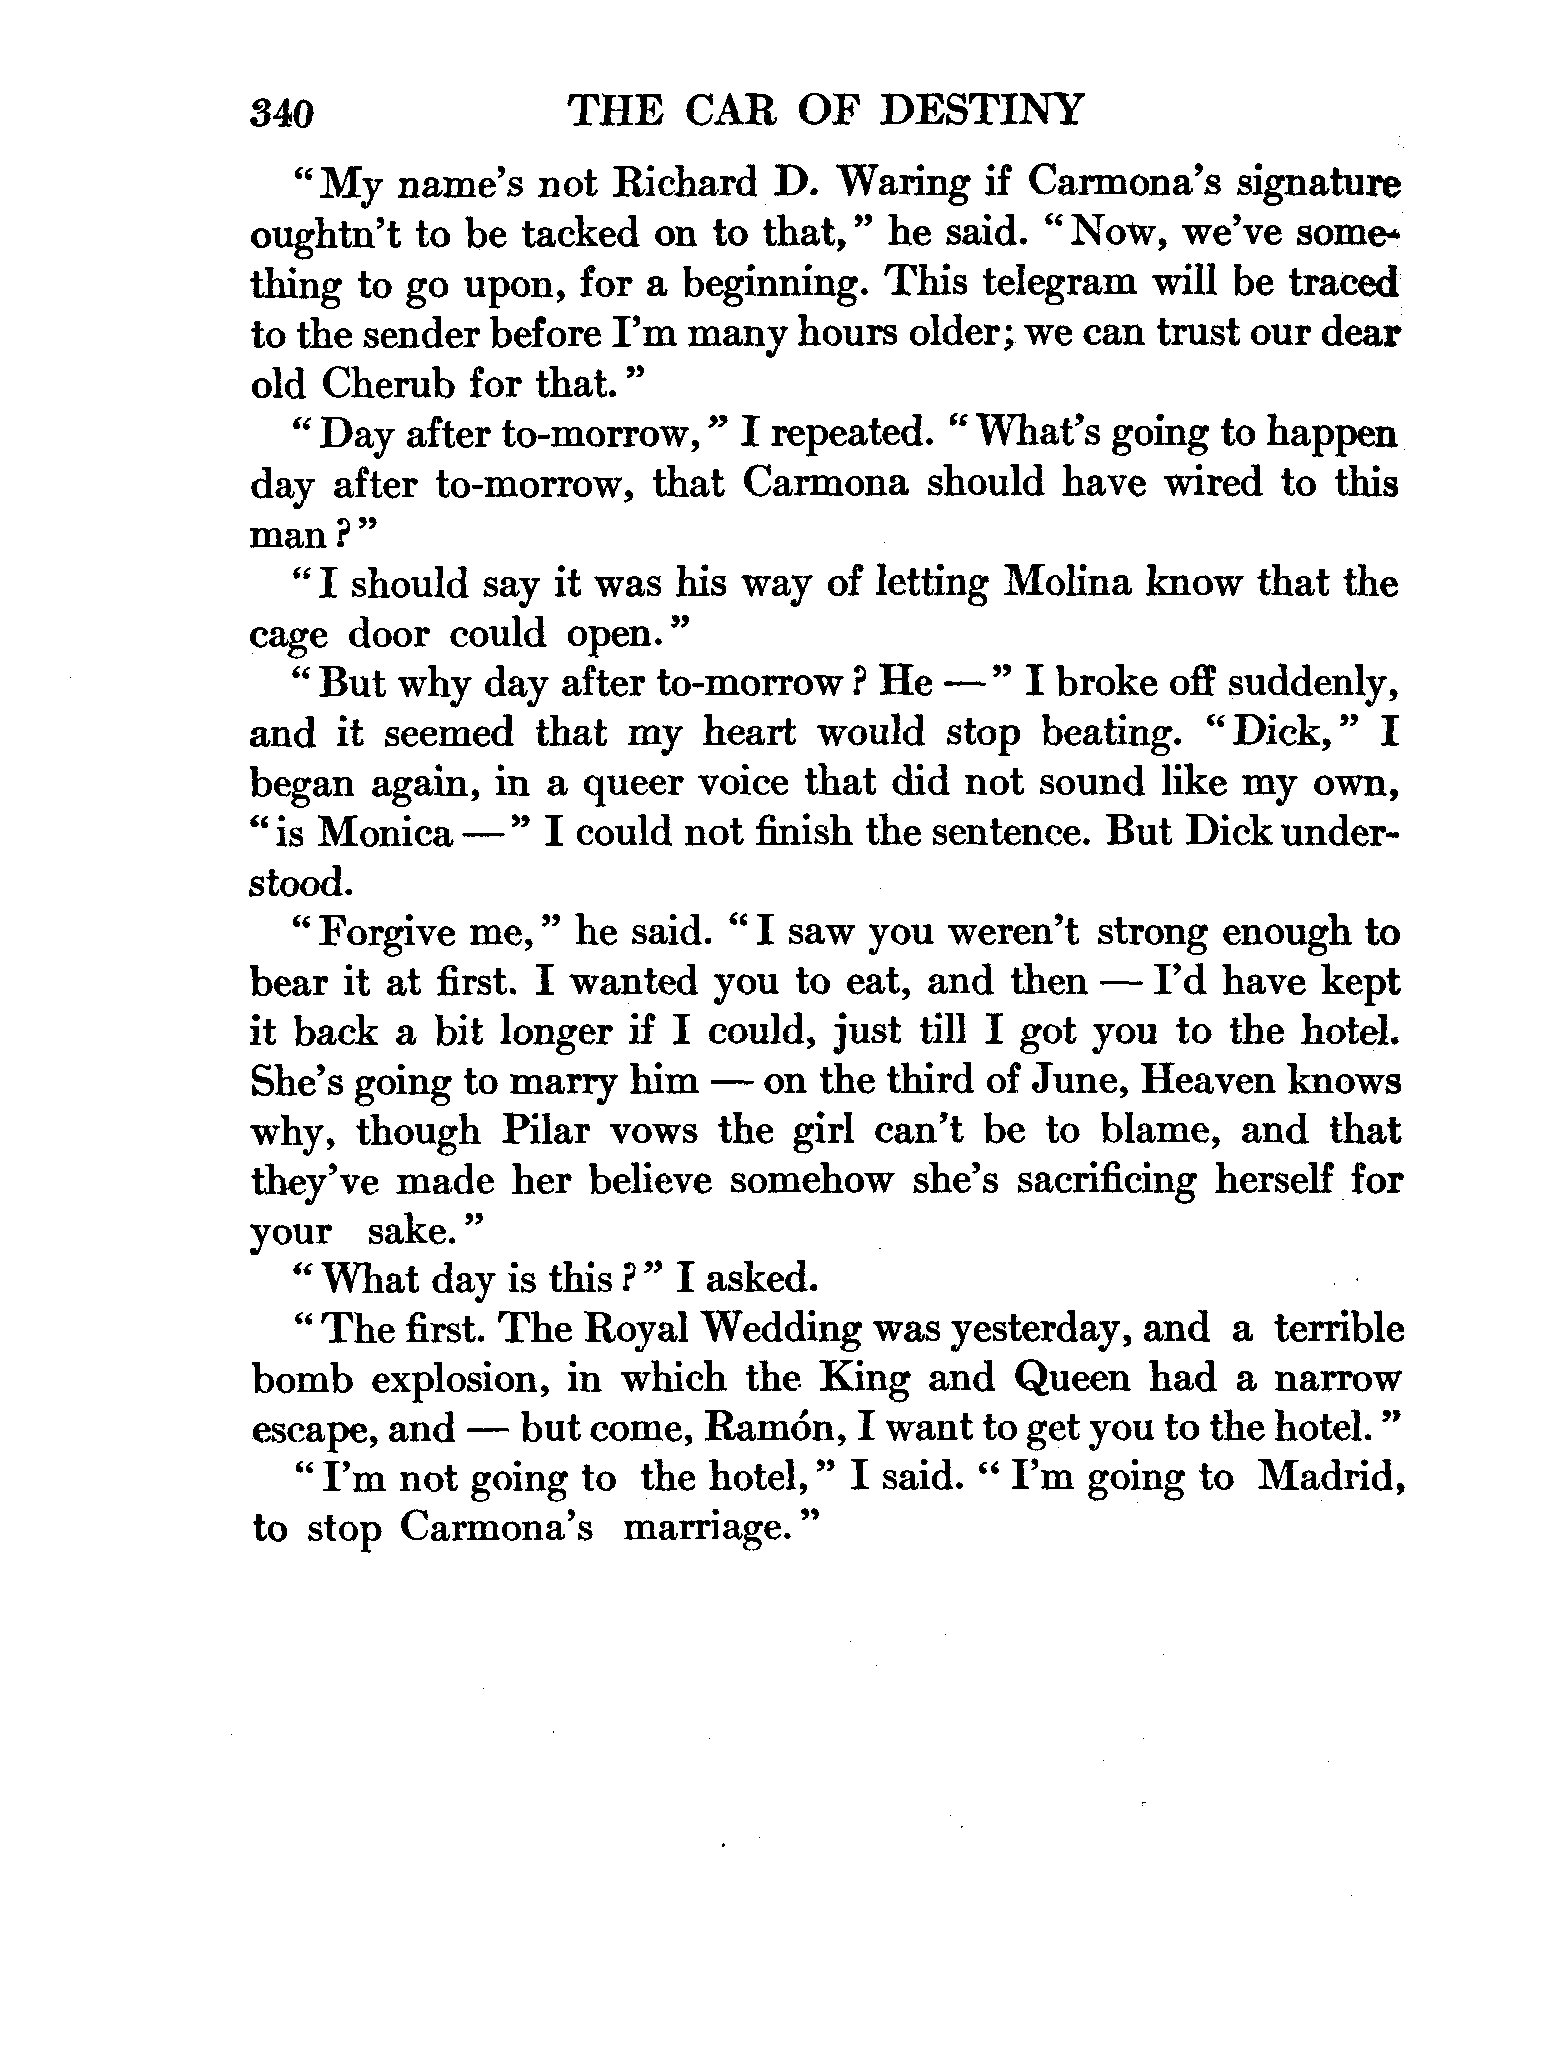 340 THE CAR OF DESTINY
"My name's not Richard D. Waring if Carmona's signature
oughtn't to be tacked on to that," he said. "Now, we've some-
thing to go upon, for a beginning. This telegram will be traced
to the sender before I'm many hours older; we can trust our dear
old Cherub for that."
"Day after to-morrow," I repeated. "What's going to happen
day after to-morrow, that Carmona should have wired to this
man?"
"I should say it was his way of letting Molina know that the
cage door could open."
"But why day after to-morrow? He —" I broke off suddenly,
and it seemed that my heart would stop beating. "Dick," I
began again, in a queer voice that did not sound like my own,
"is Monica —" I could not finish the sentence. But Dick under-
stood.
"Forgive me," he said. "I saw you weren't strong enough to
bear it at first. I wanted you to eat, and then — I'd have kept
it back a bit longer if I could, just till I got you to the hotel.
She's going to marry him — on the third of June, Heaven knows
why, though Pilar vows the girl can't be to blame, and that
they've made her believe somehow she's sacrificing herself for
your sake."
"What day is this?" I asked.
"The first. The Royal Wedding was yesterday, and a terrible
bomb explosion, in which the King and Queen had a narrow
escape, and — but come, Ramón, I want to get you to the hotel."
"I'm not going to the hotel," I said. "I'm going to Madrid,
to stop Carmona's marriage."